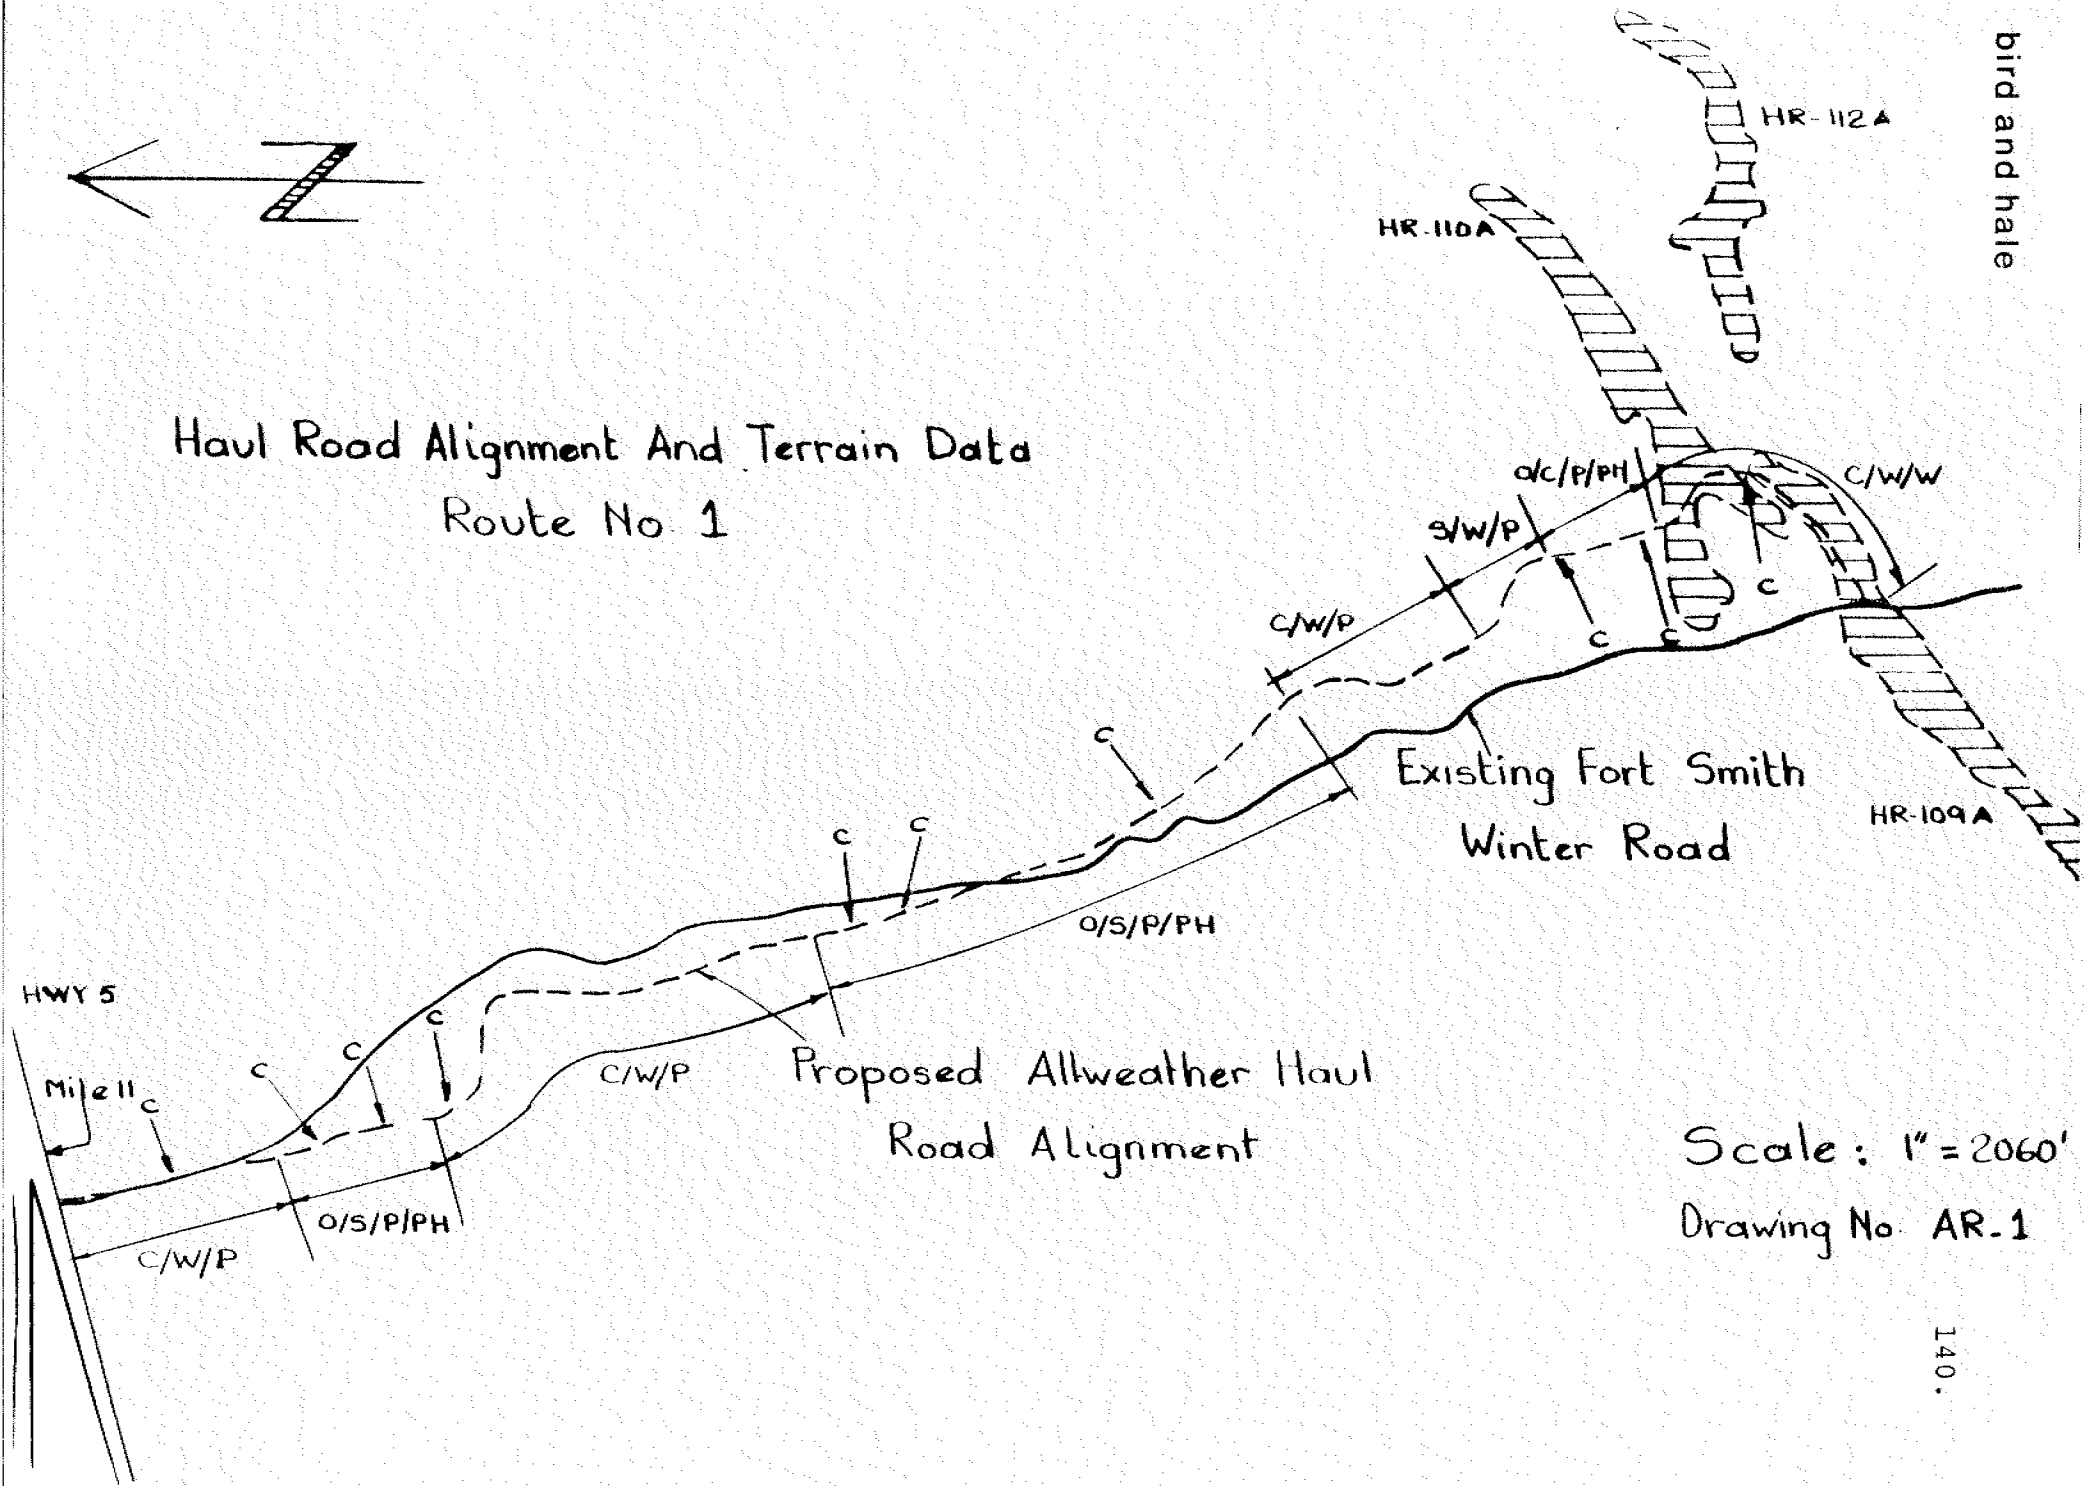 bird and hale
HR-112A
HR-110A
N
Haul Road Alignment And Terrain Data
Route No 1
O/C/P/PH
C/W/W
S/W/P
C
C/W/P
C
C
C
Existing Fort Smith
Winter Road
HR-109A
C
C
O/S/P/PH
HWY 5
C
C
C
Mile 11
C
C/W/P
Proposed Allweather Haul
Road Alignment
Scale: 1" = 2060'
O/S/P/PH
Drawing No AR-1
C/W/P
140.